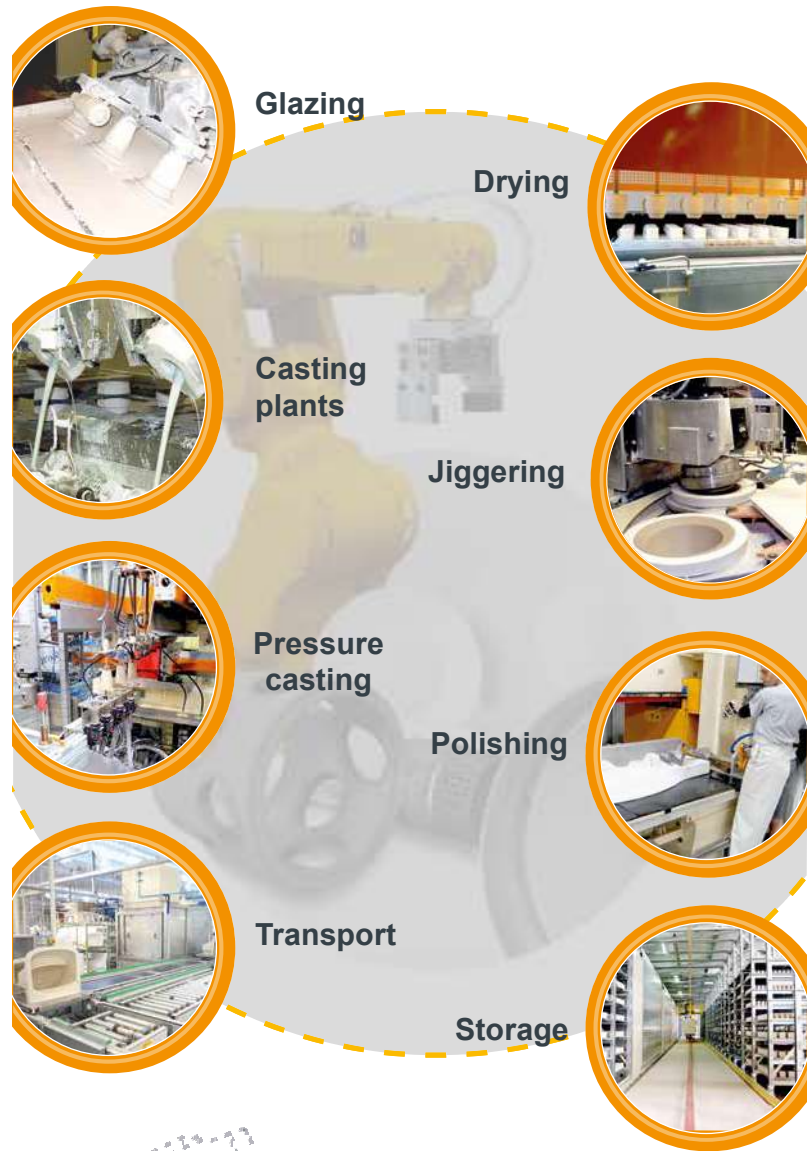 Glazing
Drying
Casting
plants
Jiggering
Pressure
casting
Polishing
Transport
Storage